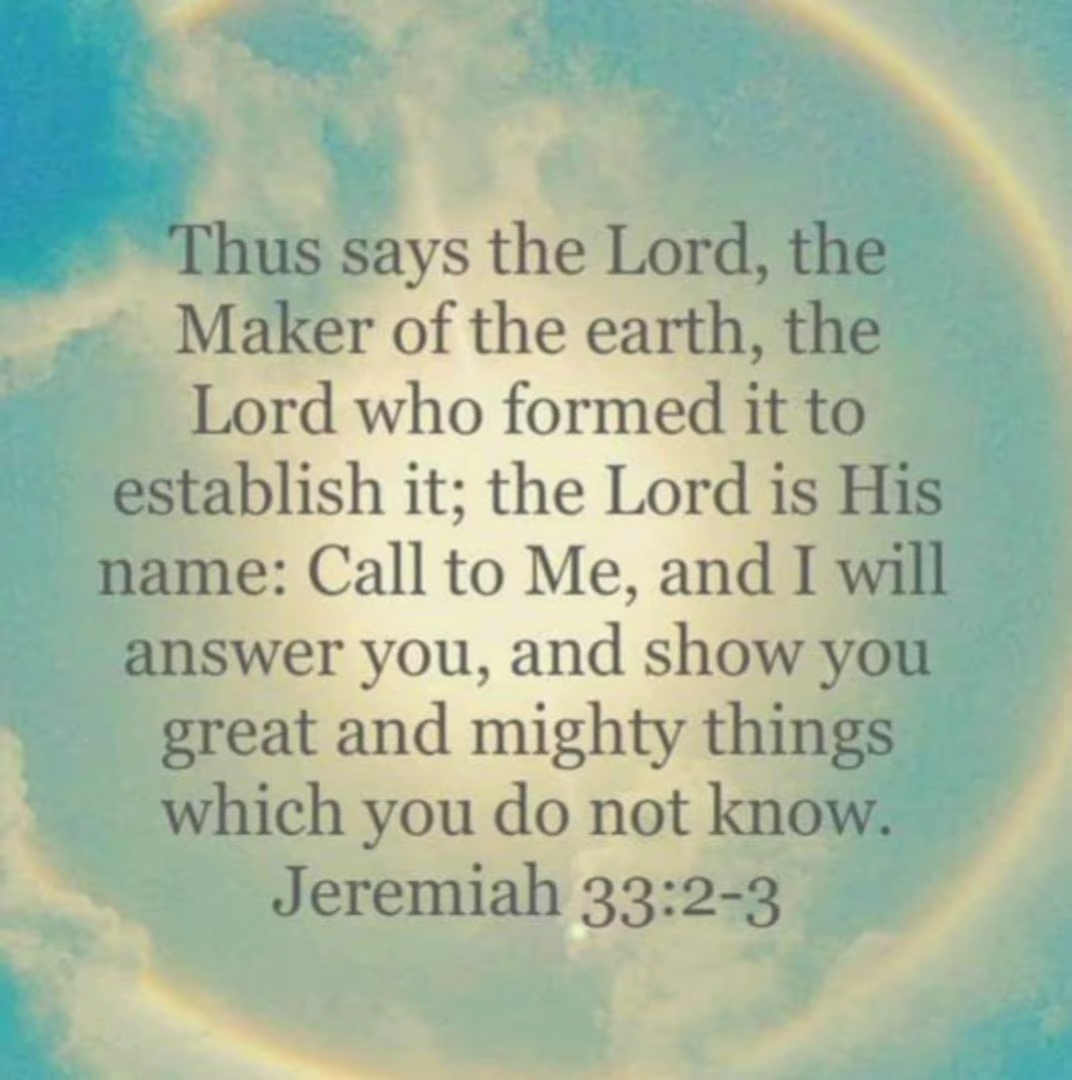 Thus says the Lord, the
Maker of the earth, the
Lord who formed it to
establish it; the Lord is His
name: Call to Me, and I will
answer you, and show you
great and mighty things
which you do not know.
Jeremiah 33:2-3